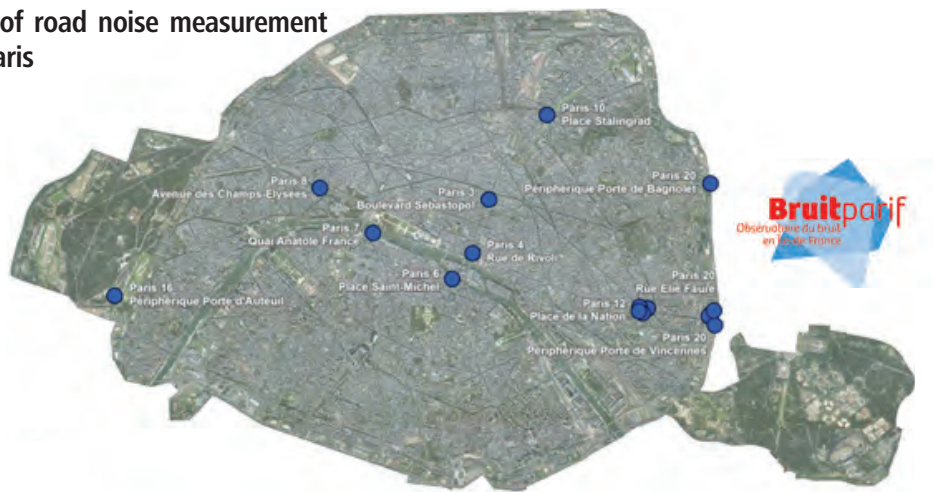 of road noise measurement
aris
Paris 10
Place Stalingrad
Paris 8
Avenue des Champs-Elysées
Paris 3
Boulevard Sébastopol
Paris 20
Périphérique Porte de Bagnolet
Bruitparif
Observatoire du bruit
en Ile de France
Paris 7
Quai Anatole France
Paris 4
Rue de Rivoli
Paris 6
Place Saint-Michel
Paris 16
Périphérique Porte d'Auteuil
Paris 20
Rue Elie Faure
Paris 12
Place de la Nation
Paris 20
Périphérique Porte de Vincennes